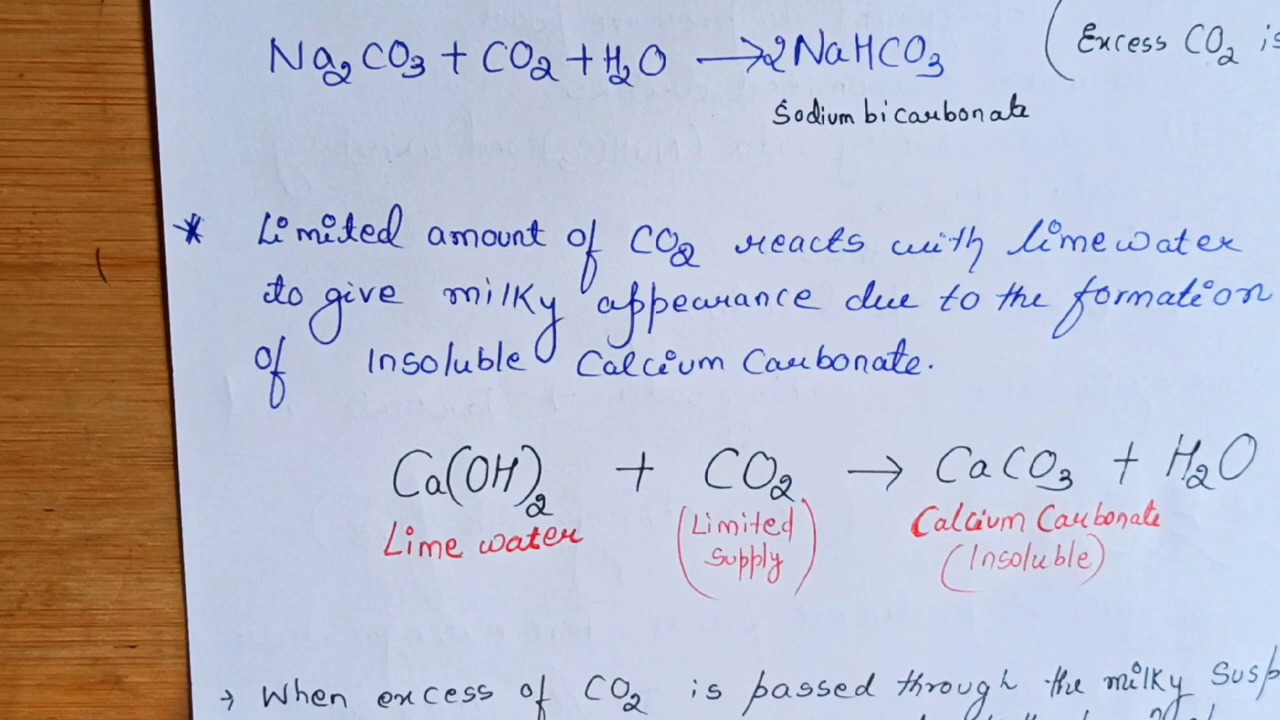 Na₂CO₃ + CO₂ + H₂O → 2NaHCO₃ (Excess CO₂ is
Sodium bicarbonate
* Limited amount of CO₂ reacts with lime water
to give milky appearance due to the formation
of Insoluble Calcium Carbonate.
Ca(OH)₂ + CO₂ → CaCO₃ + H₂O
Lime water (Limited supply) Calcium Carbonate (Insoluble)
→ When excess of CO₂ is passed through the milky susp